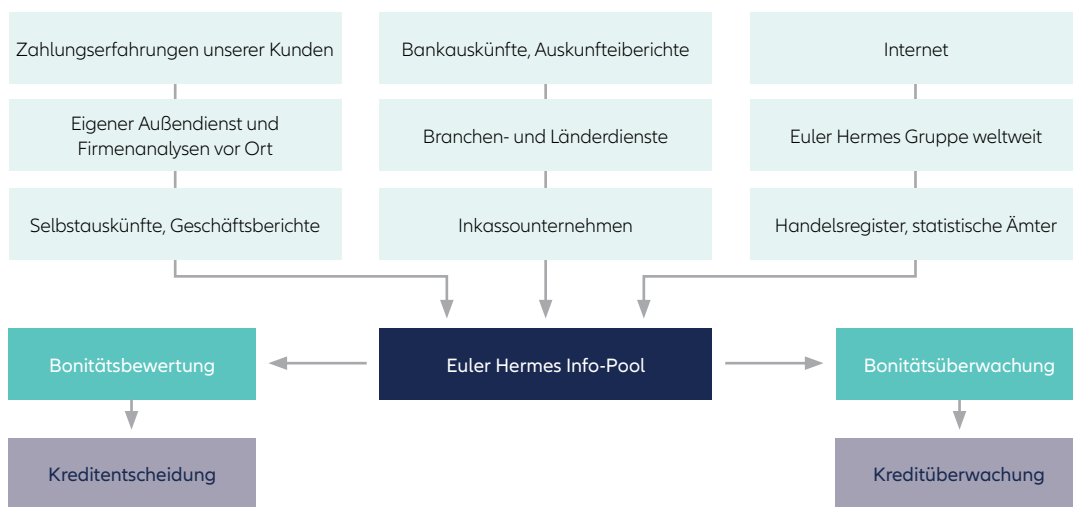 Zahlungserfahrungen unserer Kunden
Bankauskünfte, Auskunfteiberichte
Internet
Eigener Außendienst und
Firmenanalysen vor Ort
Branchen- und Länderdienste
Euler Hermes Gruppe weltweit
Selbstauskünfte, Geschäftsberichte
Inkassounternehmen
Handelsregister, statistische Ämter
Bonitätsbewertung
Euler Hermes Info-Pool
Bonitätsüberwachung
Kreditentscheidung
Kreditüberwachung